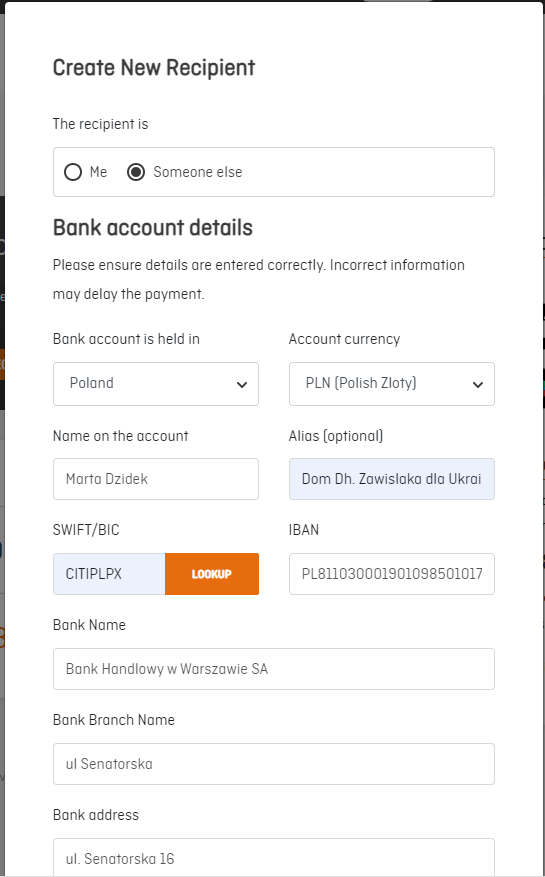 Create New Recipient
The recipient is
Me Someone else
Bank account details
Please ensure details are entered correctly. Incorrect information
may delay the payment.
Bank account is held in Account currency
Poland PLN (Polish Zloty)
Name on the account Alias (optional)
Marta Dzidek Dom Dh. Zawislaka dla Ukrai
SWIFT/BIC IBAN
CITIPLPX LOOKUP PL811030001901098501017
Bank Name
Bank Handlowy w Warszawie SA
Bank Branch Name
ul Senatorska
Bank address
ul. Senatorska 16